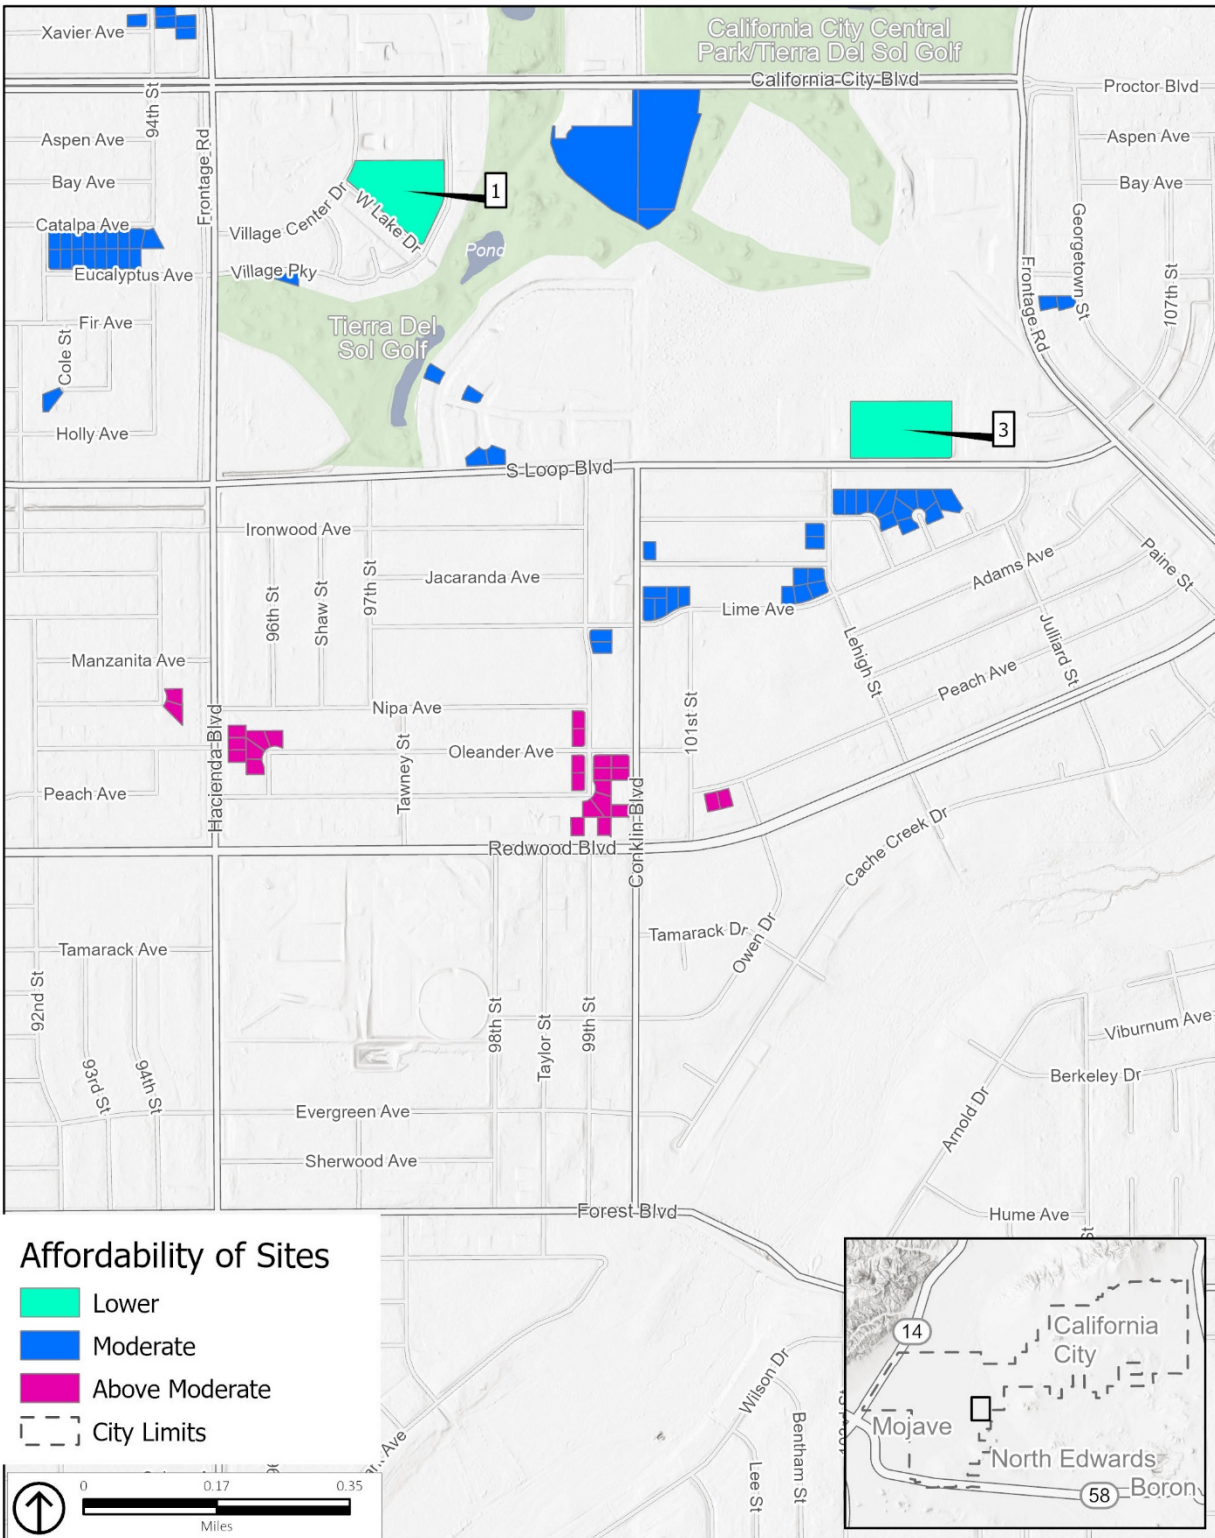 California City Central
Park/Tierra Del Sol Golf
Xavier Ave
California City Blvd
Proctor Blvd
94th St
Aspen Ave
Aspen Ave
Frontage Rd
Bay Ave
Bay Ave
1
Village Center Dr
W Lake Dr
Catalpa Ave
Georgetown St
Pond
Eucalyptus Ave
Village Pky
Frontage Rd
107th St
Fir Ave
Tierra Del
Sol Golf
Cole St
Holly Ave
3
S Loop Blvd
Ironwood Ave
Jacaranda Ave
Adams Ave
Paine St
96th St
Shaw St
97th St
Lime Ave
Julliard St
Lehigh St
Manzanita Ave
Peach Ave
Nipa Ave
101st St
Hacienda Blvd
Tawney St
Oleander Ave
Peach Ave
Conklin Blvd
Cache Creek Dr
Redwood Blvd
Tamarack Dr
Owen Dr
Tamarack Ave
92nd St
98th St
Taylor St
99th St
Viburnum Ave
93rd St
94th St
Berkeley Dr
Evergreen Ave
Arnold Dr
Sherwood Ave
Forest Blvd
Hume Ave
St
Affordability of Sites
Lower
Moderate
Above Moderate
City Limits
0 0.17 0.35
Miles
Ave
Wilson Dr
Lee St
Bentham St
14
California
City
Mojave
North Edwards
Boron
58